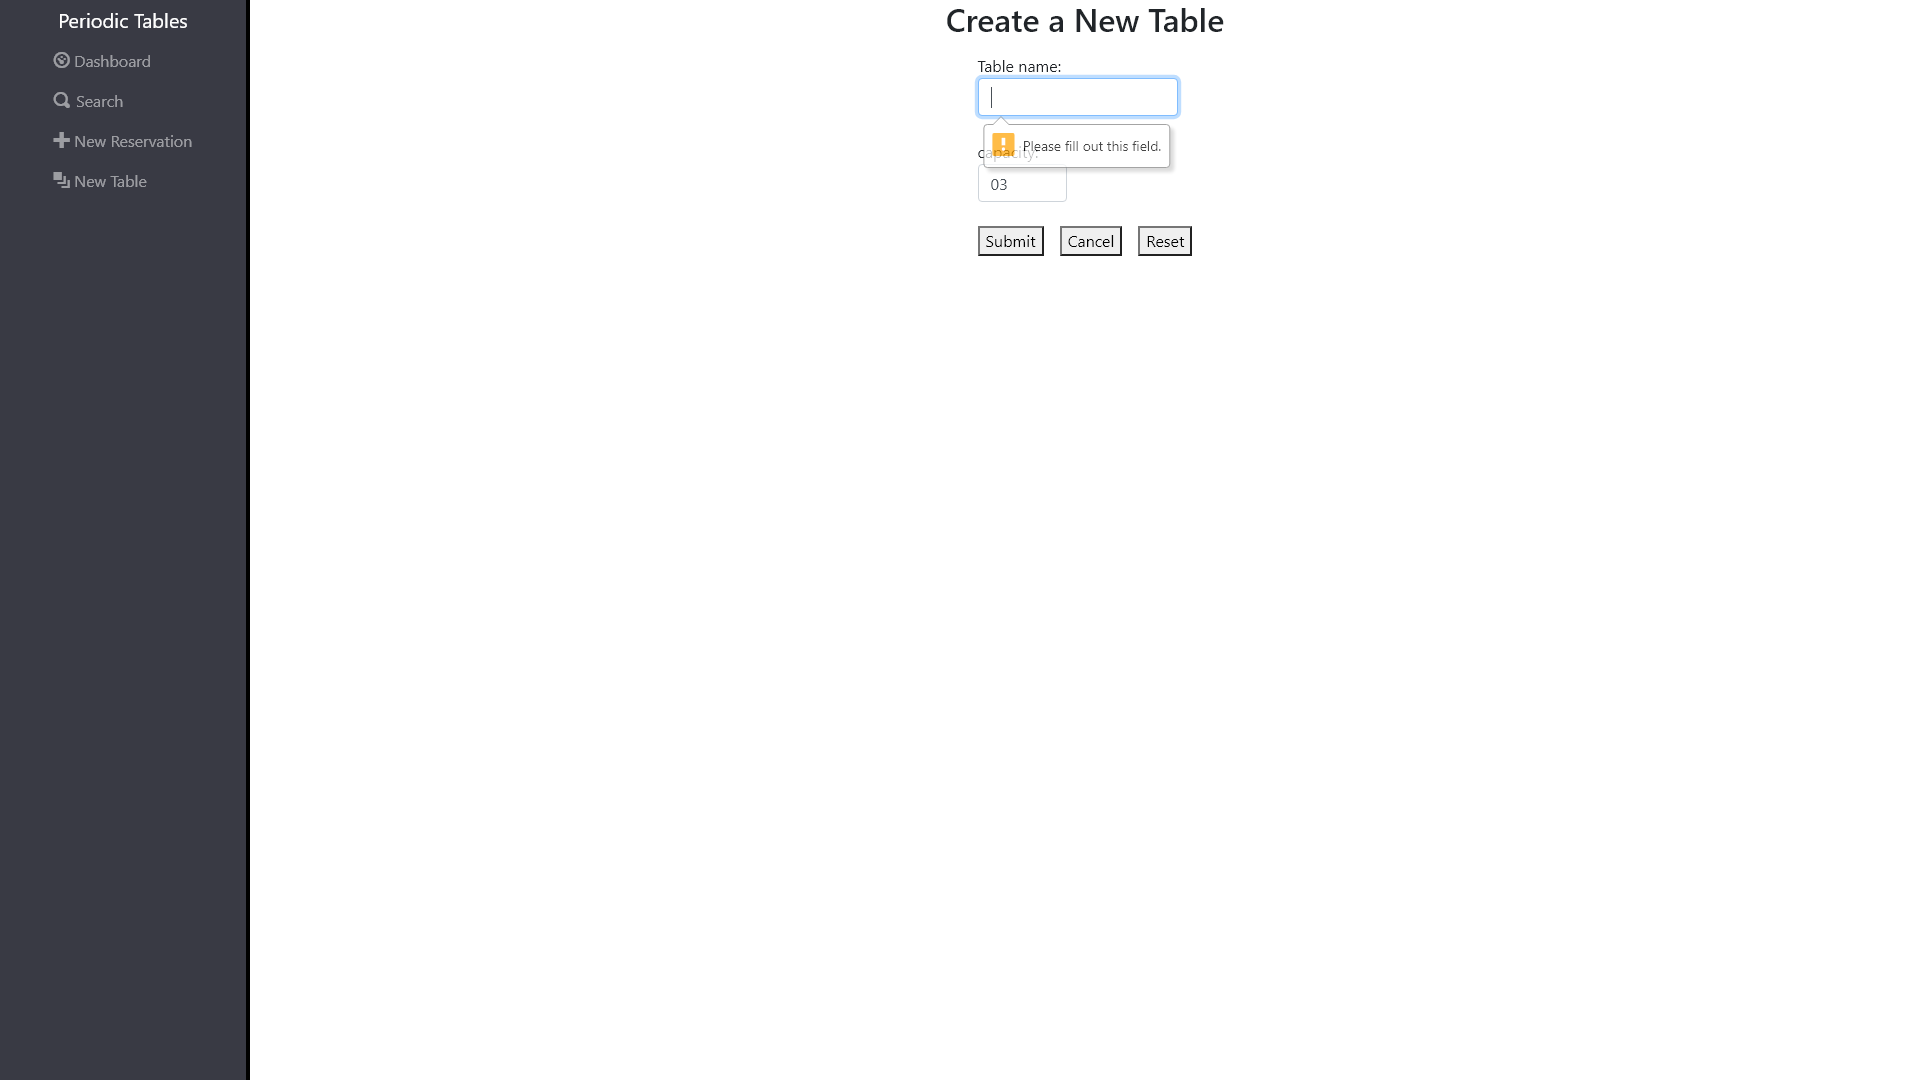 Periodic Tables
Dashboard
Search
New Reservation
New Table
Create a New Table
Table name:
Please fill out this field.
capacity:
03
Submit
Cancel
Reset